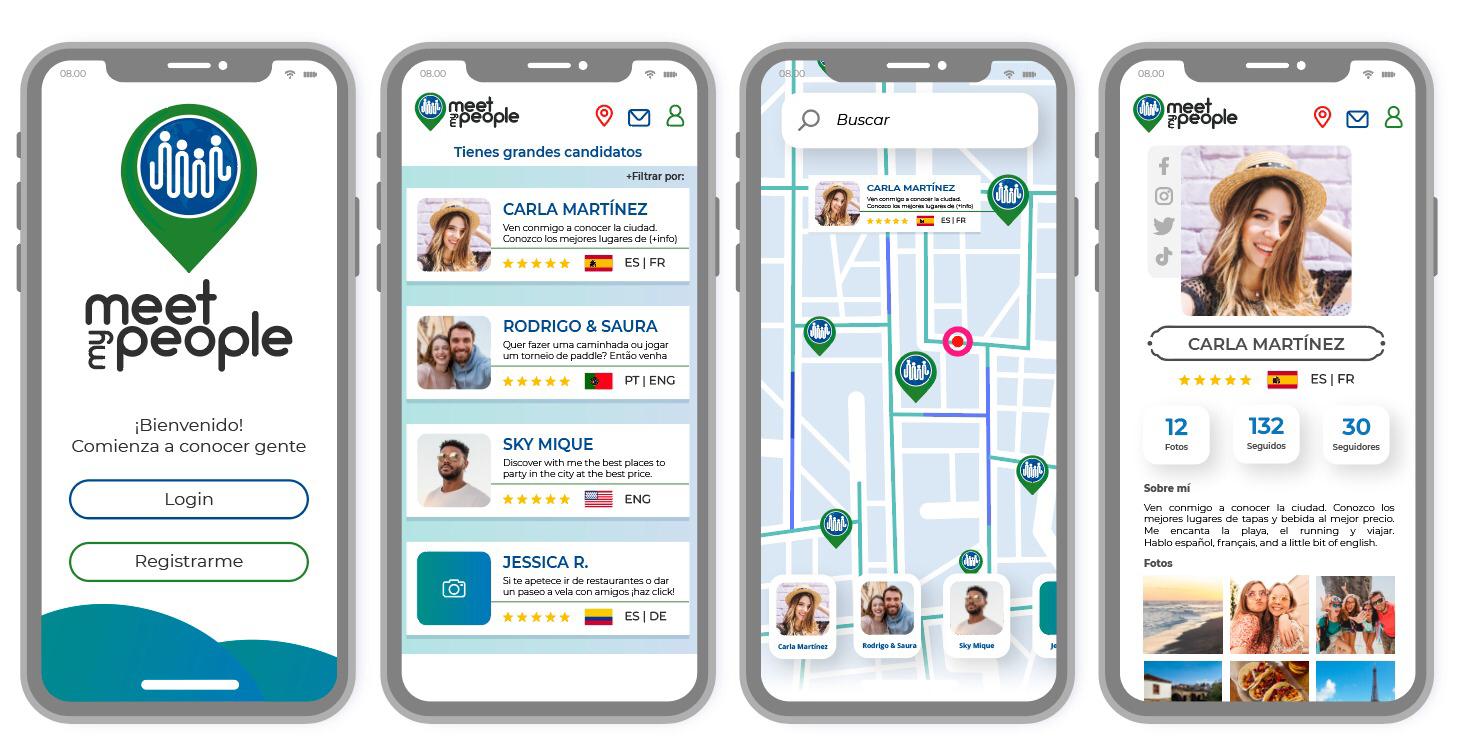 08.00
meet
my people
¡Bienvenido!
Comienza a conocer gente
Login
Registrarme
08.00
meet
my people
Tienes grandes candidatos
+Filtrar por:
CARLA MARTÍNEZ
Ven conmigo a conocer la ciudad.
Conozco los mejores lugares de (+info)
ES | FR
RODRIGO & SAURA
Quer fazer uma caminhada ou jogar
um torneio de paddle? Então venha
PT | ENG
SKY MIQUE
Discover with me the best places to
party in the city at the best price.
ENG
JESSICA R.
Si te apetece ir de restaurantes o dar
un paseo a vela con amigos ¡haz click!
ES | DE
08.00
Buscar
CARLA MARTÍNEZ
Ven conmigo a conocer la ciudad.
Conozco los mejores lugares de (+info)
ES | FR
Carla Martínez
Rodrigo & Saura
Sky Mique
Je
08.00
meet
my people
CARLA MARTÍNEZ
ES | FR
12
Fotos
132
Seguidos
30
Seguidores
Sobre mí
Ven conmigo a conocer la ciudad. Conozco los
mejores lugares de tapas y bebida al mejor precio.
Me encanta la playa, el running y viajar.
Hablo español, français, and a little bit of english.
Fotos